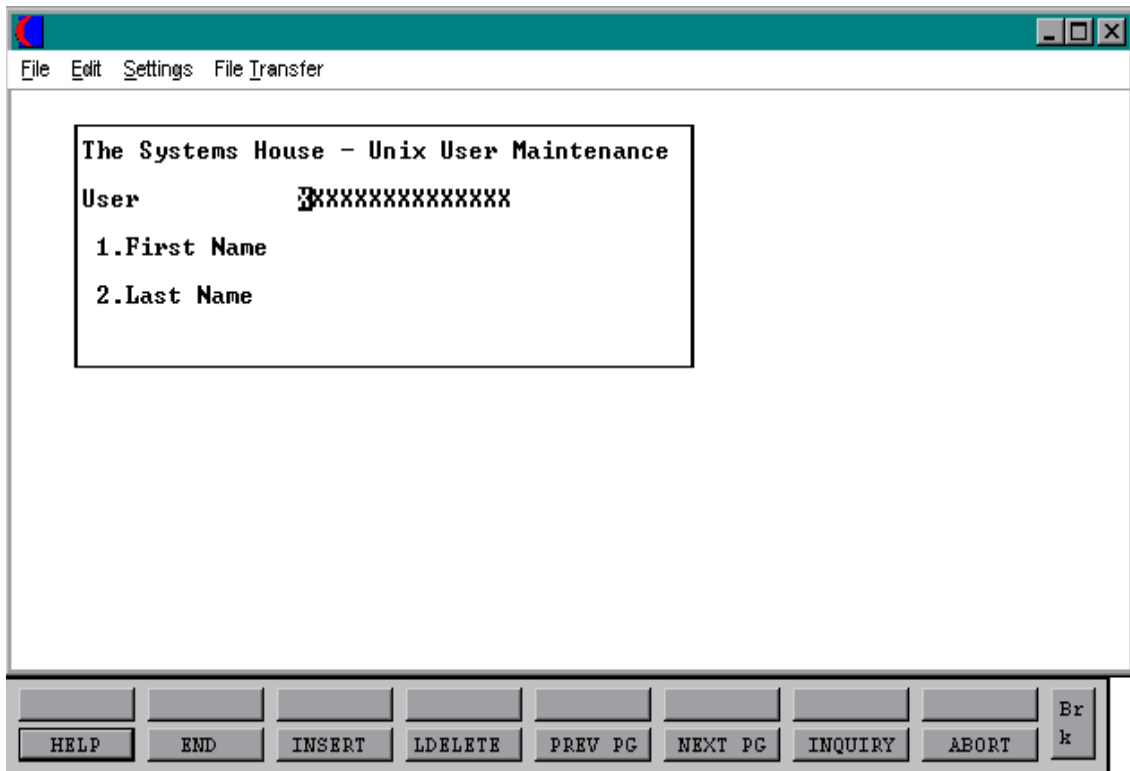 File Edit Settings File Transfer
The Systems House - Unix User Maintenance
User XXXXXXXXXXXXXXX
1.First Name
2.Last Name
HELP END INSERT LDELETE PREV PG NEXT PG INQUIRY ABORT Br
k